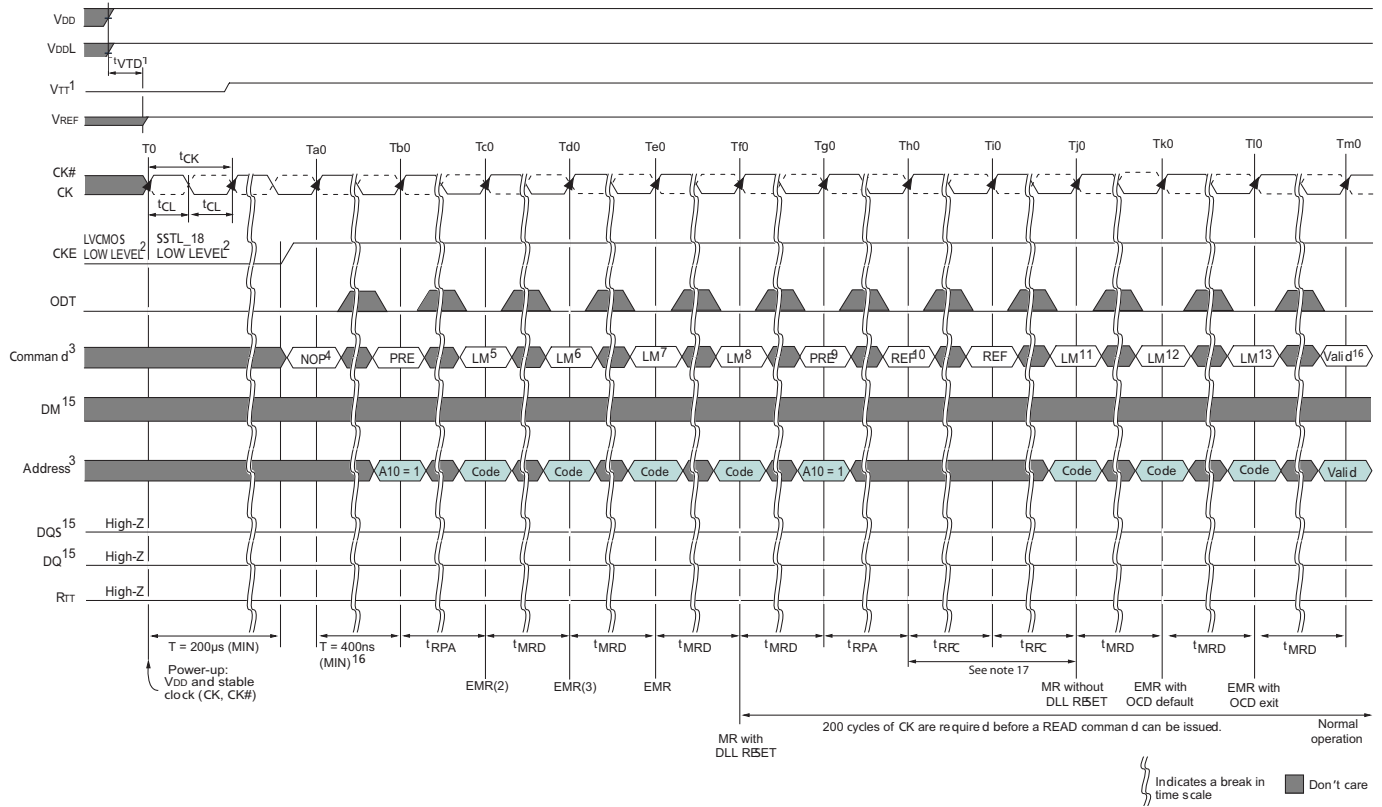 VDD
VDDL
tVTD1
VTT1
VREF
T0 Ta0 Tb0 Tc0 Td0 Te0 Tf0 Tg0 Th0 Ti0 Tj0 Tk0 Tl0 Tm0
tCK
CK#
CK
tCL tCL
LVCMOS SSTL_18
CKE LOW LEVEL2 LOW LEVEL2
ODT
Command3 NOP4 PRE LM5 LM6 LM7 LM8 PRE9 REF10 REF LM11 LM12 LM13 Valid16
DM15
Address3 A10 = 1 Code Code Code Code A10 = 1 Code Code Code Valid
DQS15 High-Z
DQ15 High-Z
RTT High-Z
T = 200µs (MIN) T = 400ns (MIN)16 tRPA tMRD tMRD tMRD tMRD tRPA tRFC tRFC tMRD tMRD tMRD
See note 17
Power-up:
VDD and stable
clock (CK, CK#)
EMR(2) EMR(3) EMR
MR without
DLL RESET
EMR with
OCD default
EMR with
OCD exit
MR with
DLL RESET
200 cycles of CK are required before a READ command can be issued.
Normal
operation
Indicates a break in
time scale
Don't care